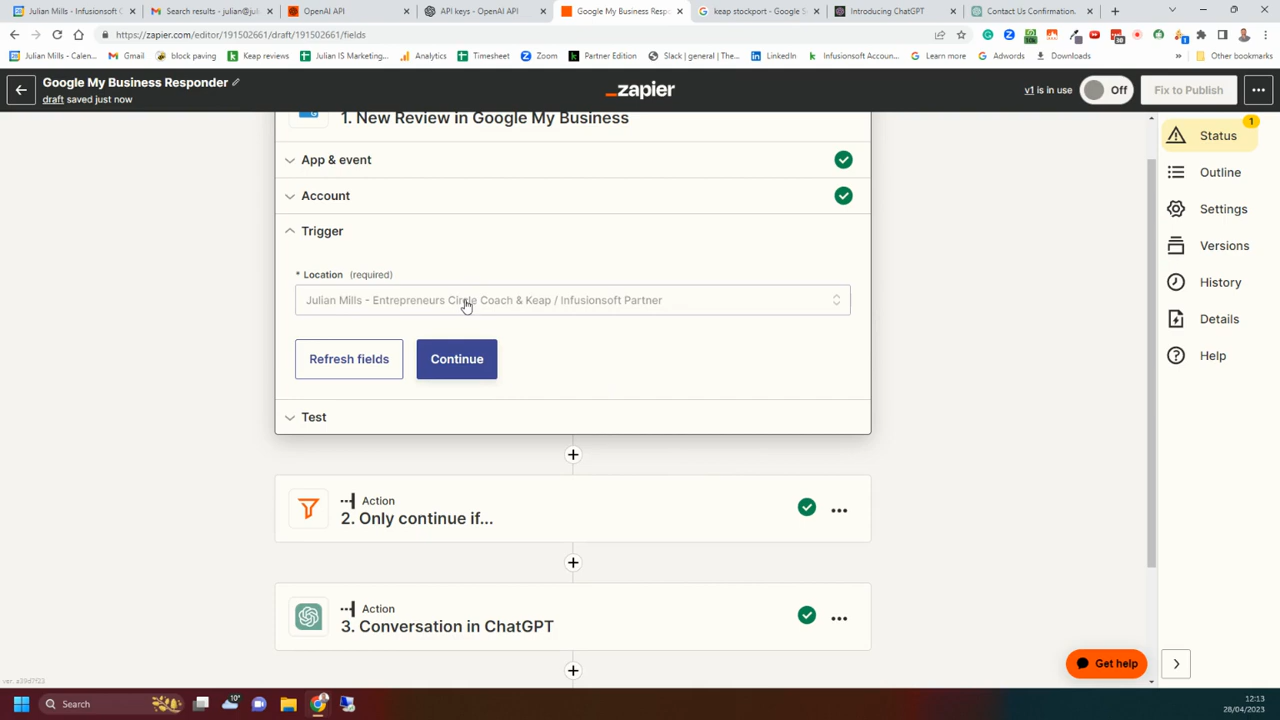 Julian Mills - Infusionsoft C
Search results - julian@juli
OpenAI API
API keys - OpenAI API
Google My Business Respo
keap stockport - Google S
Introducing ChatGPT
Contact Us Confirmation.
https://zapier.com/editor/191502661/draft/191502661/fields
Julian Mills - Calen...
Gmail
block paving
Keap reviews
Julian IS Marketing...
Analytics
Timesheet
Zoom
Partner Edition
Slack | general | The...
LinkedIn
Infusionsoft Accoun...
Learn more
Adwords
Downloads
Other bookmarks
Google My Business Responder
draft saved just now
zapier
v1 is in use
Off
Fix to Publish
1. New Review in Google My Business
App & event
Account
Trigger
* Location (required)
Julian Mills - Entrepreneurs Circle Coach & Keap / Infusionsoft Partner
Refresh fields
Continue
Test
Action
2. Only continue if...
Action
3. Conversation in ChatGPT
Status
1
Outline
Settings
Versions
History
Details
Help
Get help
ver. a39d7f23
Search
10°
12:13
28/04/2023